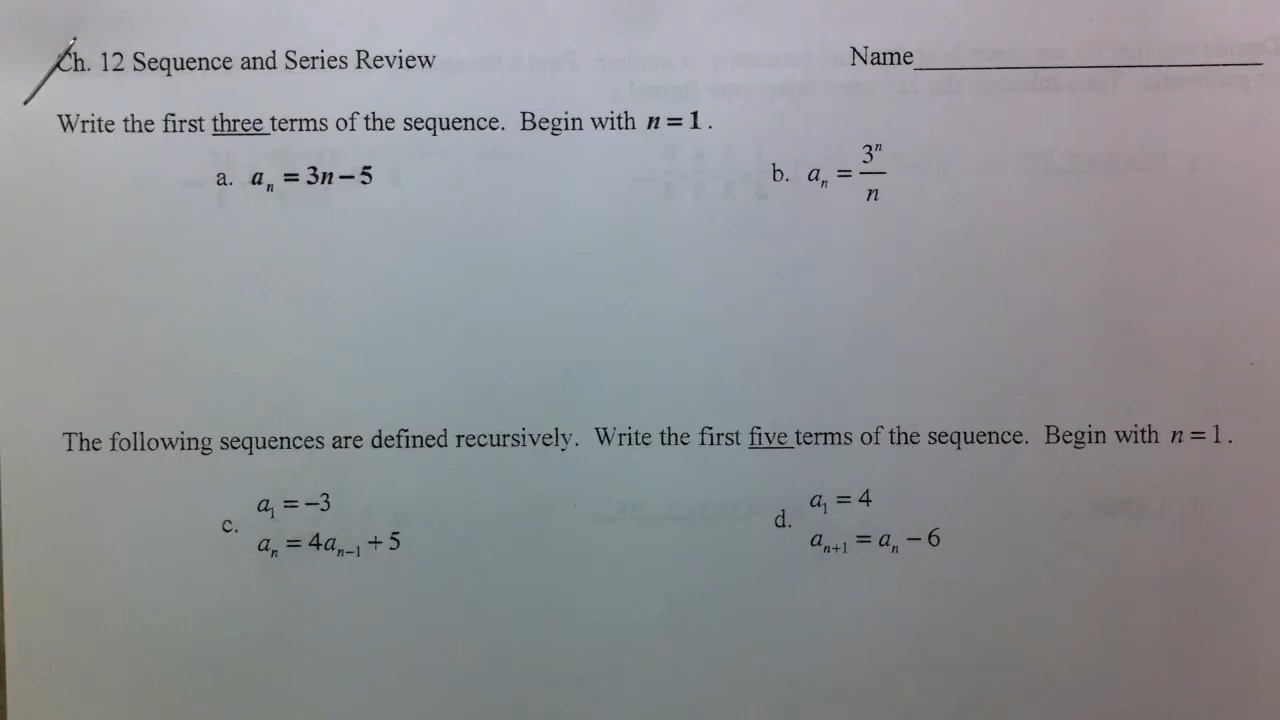 Ch. 12 Sequence and Series Review Name
Write the first three terms of the sequence. Begin with n = 1.
a. aₙ = 3n − 5 b. aₙ = 3ⁿ/n
The following sequences are defined recursively. Write the first five terms of the sequence. Begin with n = 1.
c. a₁ = −3
aₙ = 4aₙ₋₁ + 5
d. a₁ = 4
aₙ₊₁ = aₙ − 6